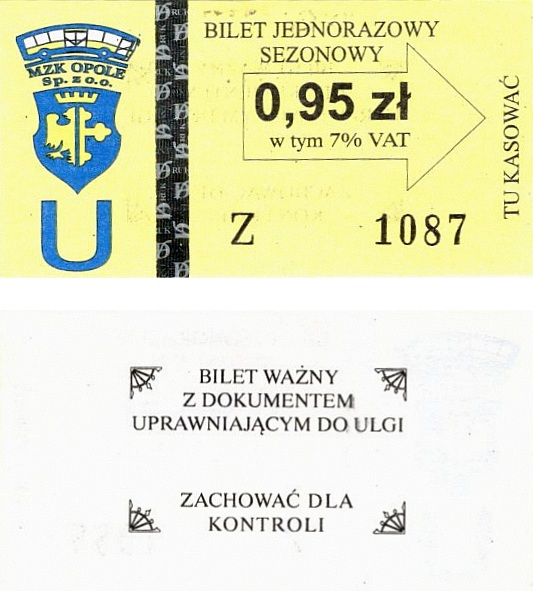 MZK OPOLE
Sp. z o.o.
U
BILET JEDNORAZOWY
SEZONOWY
0,95 zł
w tym 7% VAT
Z 1087
TU KASOWAĆ
BILET WAŻNY
Z DOKUMENTEM
UPRAWNIAJĄCYM DO ULGI
ZACHOWAĆ DLA
KONTROLI